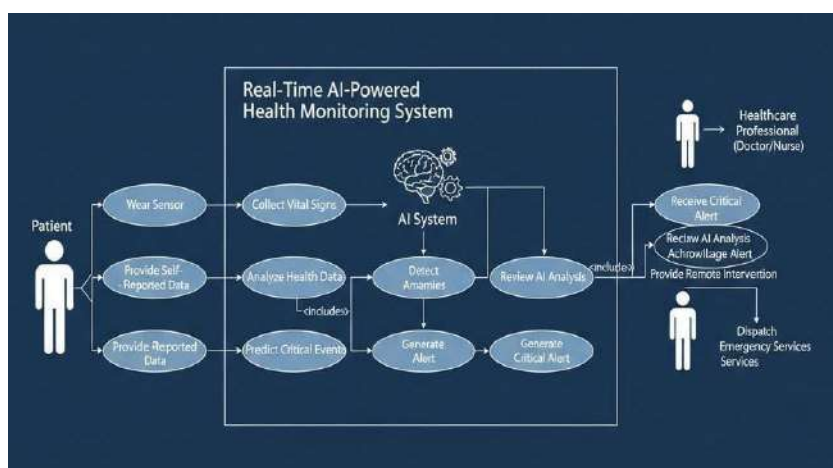 Real-Time AI-Powered
Health Monitoring System
Healthcare
Professional
(Doctor/Nurse)
Patient
Wear Sensor
Collect Vital Signs
AI System
Receive Critical
Alert
Provide Self-
-Reported Data
Analyze Health Data
Detect
Amamies
Review AI Analysis
<include>
AI Analysis
Alert
Provide Remote Intervention
<includes>>
Provide Reported
Data
Predict Critical Events
Generate
Alert
Generate
Critical Alert
Dispatch
Emergency Services
Services